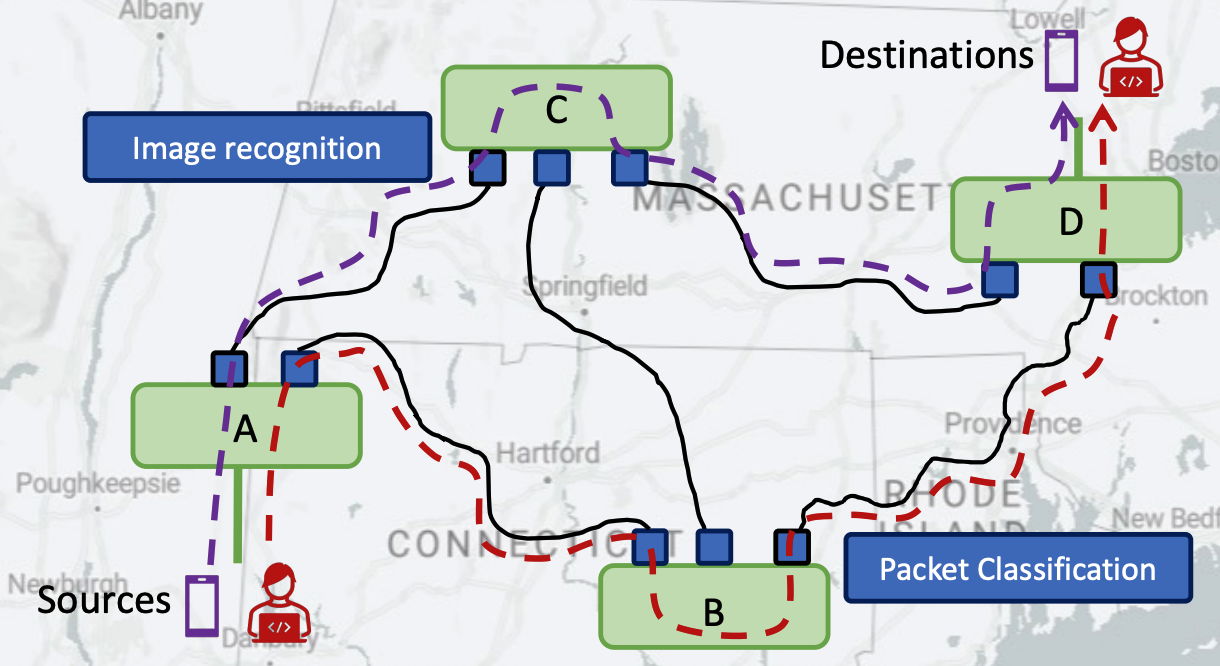 Albany
Lowell
Destinations
</>
Pittsfield
C
Image recognition
Boston
MASSACHUSET
D
Springfield
Brockton
A
Providence
Hartford
Poughkeepsie
RHODE
ISLAND
New Bedf
CONNECTICUT
Packet Classification
Newburgh
Sources
B
</>
Danbury